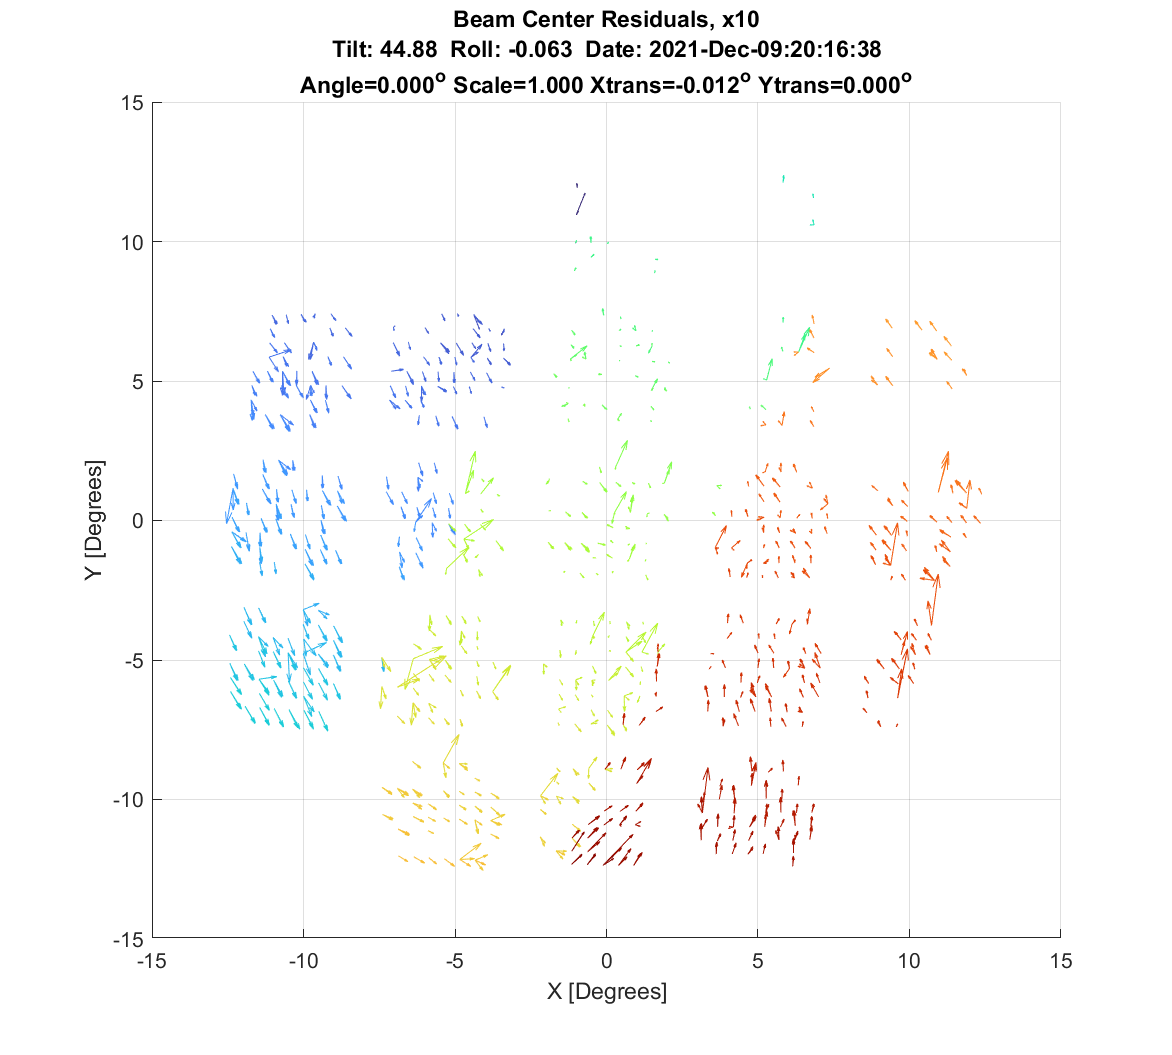 Beam Center Residuals, x10
Tilt: 44.88 Roll: -0.063 Date: 2021-Dec-09:20:16:38
Angle=0.000° Scale=1.000 Xtrans=-0.012° Ytrans=0.000°
15
10
5
0
-5
-10
-15
Y [Degrees]
-15 -10 -5 0 5 10 15
X [Degrees]